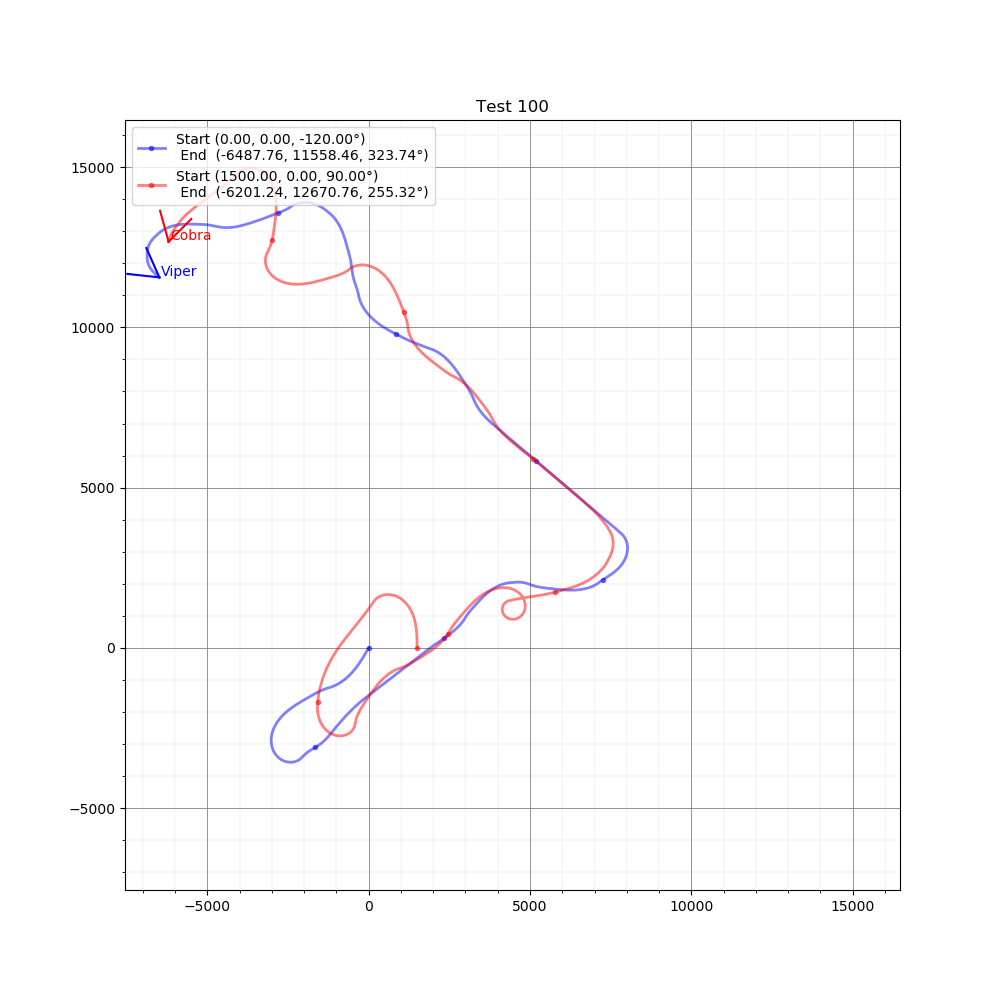 Test 100
Start (0.00, 0.00, -120.00°)
End (-6487.76, 11558.46, 323.74°)
Start (1500.00, 0.00, 90.00°)
End (-6201.24, 12670.76, 255.32°)
15000
Cobra
Viper
10000
5000
0
−5000
−5000
0
5000
10000
15000